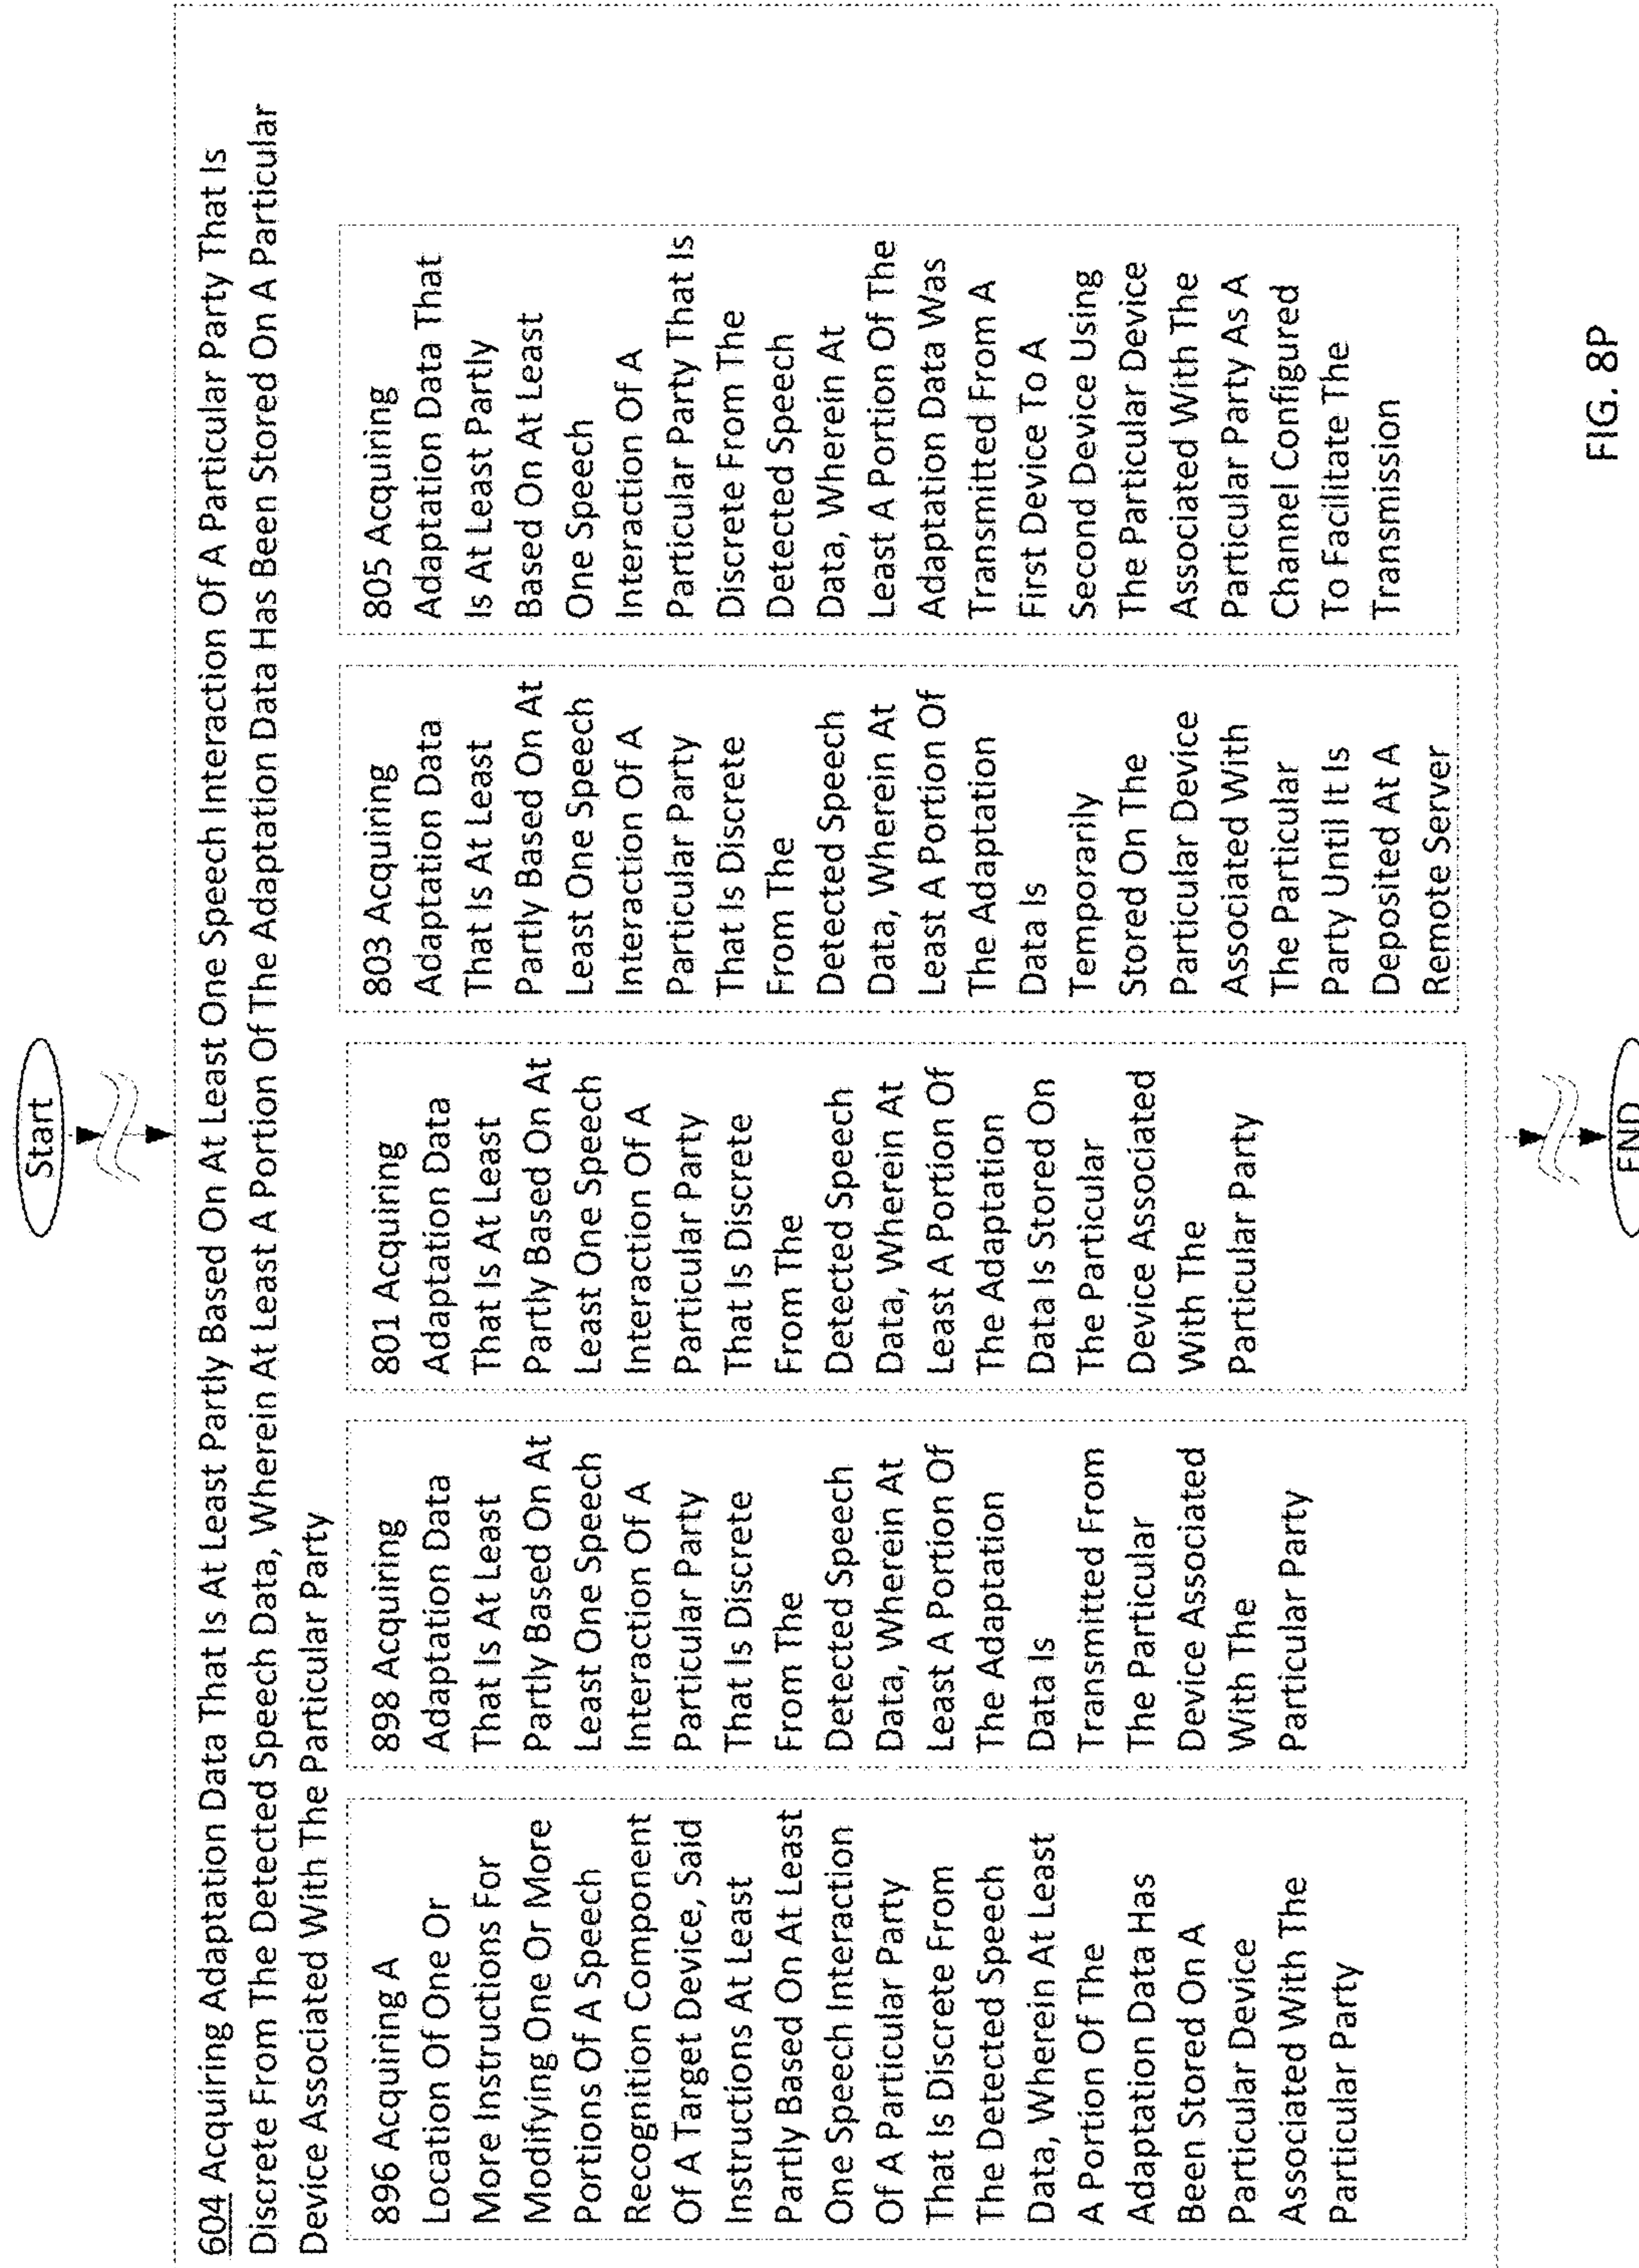 Start
604 Acquiring Adaptation Data That Is At Least Partly Based On At Least One Speech Interaction Of A Particular Party That Is
Discrete From The Detected Speech Data, Wherein At Least A Portion Of The Adaptation Data Has Been Stored On A Particular
Device Associated With The Particular Party
896 Acquiring A
Location Of One Or
More Instructions For
Modifying One Or More
Portions Of A Speech
Recognition Component
Of A Target Device, Said
Instructions At Least
Partly Based On At Least
One Speech Interaction
Of A Particular Party
That Is Discrete From
The Detected Speech
Data, Wherein At Least
A Portion Of The
Adaptation Data Has
Been Stored On A
Particular Device
Associated With The
Particular Party
898 Acquiring
Adaptation Data
That Is At Least
Partly Based On At
Least One Speech
Interaction Of A
Particular Party
That Is Discrete
From The
Detected Speech
Data, Wherein At
Least A Portion Of
The Adaptation
Data Is
Transmitted From
The Particular
Device Associated
With The
Particular Party
801 Acquiring
Adaptation Data
That Is At Least
Partly Based On At
Least One Speech
Interaction Of A
Particular Party
That Is Discrete
From The
Detected Speech
Data, Wherein At
Least A Portion Of
The Adaptation
Data Is Stored On
The Particular
Device Associated
With The
Particular Party
803 Acquiring
Adaptation Data
That Is At Least
Partly Based On At
Least One Speech
Interaction Of A
Particular Party
That Is Discrete
From The
Detected Speech
Data, Wherein At
Least A Portion Of
The Adaptation
Data Is
Temporarily
Stored On The
Particular Device
Associated With
The Particular
Party Until It Is
Deposited At A
Remote Server
805 Acquiring
Adaptation Data That
Is At Least Partly
Based On At Least
One Speech
Interaction Of A
Particular Party That Is
Discrete From The
Detected Speech
Data, Wherein At
Least A Portion Of The
Adaptation Data Was
Transmitted From A
First Device To A
Second Device Using
The Particular Device
Associated With The
Particular Party As A
Channel Configured
To Facilitate The
Transmission
END
FIG. 8P